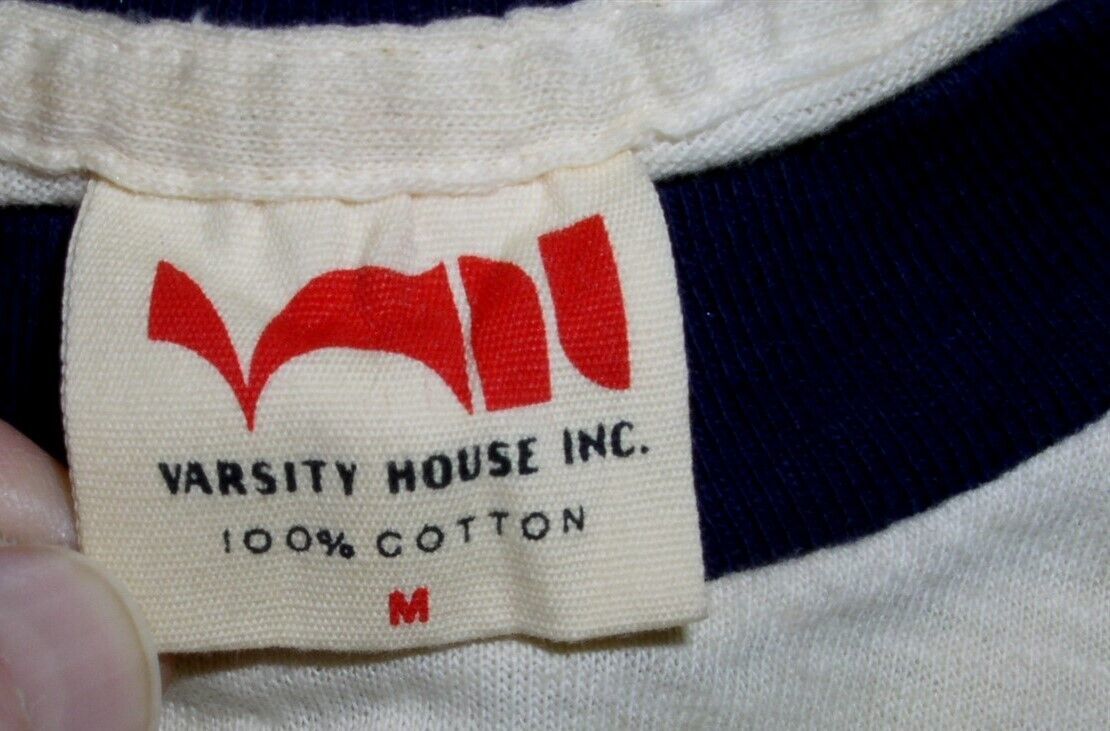 VARSITY HOUSE INC.
100% COTTON
M